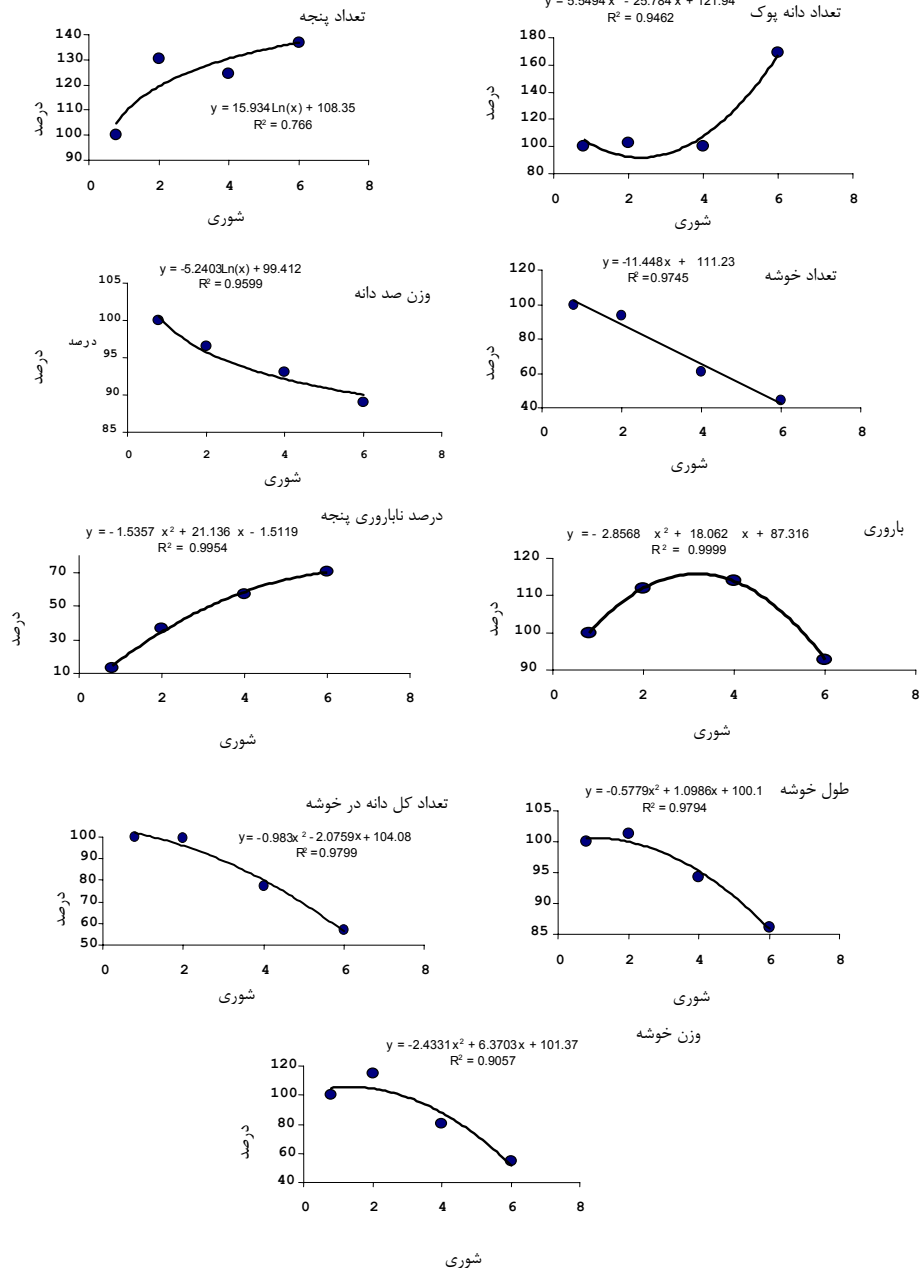 تعداد پنجه
140
130
120
110
100
90
0 2 4 6 8
درصد
شوری
y = 15.934Ln(x) + 108.35
R² = 0.766
y = 5.5494 x² - 25.784 x + 121.94
R² = 0.9462
تعداد دانه پوک
180
160
140
120
100
80
0 2 4 6 8
درصد
شوری
y = -5.2403Ln(x) + 99.412
R² = 0.9599
وزن صد دانه
105
100
95
90
85
0 2 4 6 8
درصد
درصد
شوری
y = -11.448x + 111.23
R² = 0.9745
تعداد خوشه
120
100
80
60
40
0 2 4 6 8
درصد
شوری
درصد ناباروری پنجه
y = - 1.5357 x² + 21.136 x - 1.5119
R² = 0.9954
70
50
30
10
0 2 4 6 8
درصد
شوری
باروری
y = - 2.8568 x² + 18.062 x + 87.316
R² = 0.9999
120
110
100
90
0 2 4 6 8
درصد
شوری
تعداد کل دانه در خوشه
y = -0.983x² - 2.0759x + 104.08
R² = 0.9799
100
90
80
70
60
50
0 2 4 6 8
درصد
شوری
طول خوشه
y = -0.5779x² + 1.0986x + 100.1
R² = 0.9794
105
100
95
90
85
0 2 4 6 8
درصد
شوری
وزن خوشه
y = -2.4331x² + 6.3703x + 101.37
R² = 0.9057
120
100
80
60
40
0 2 4 6 8
درصد
شوری